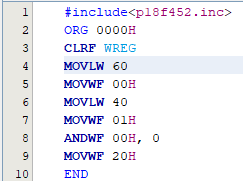 1 #include<p18f452.inc>
2 ORG 0000H
3 CLRF WREG
4 MOVLW 60
5 MOVWF 00H
6 MOVLW 40
7 MOVWF 01H
8 ANDWF 00H, 0
9 MOVWF 20H
10 END